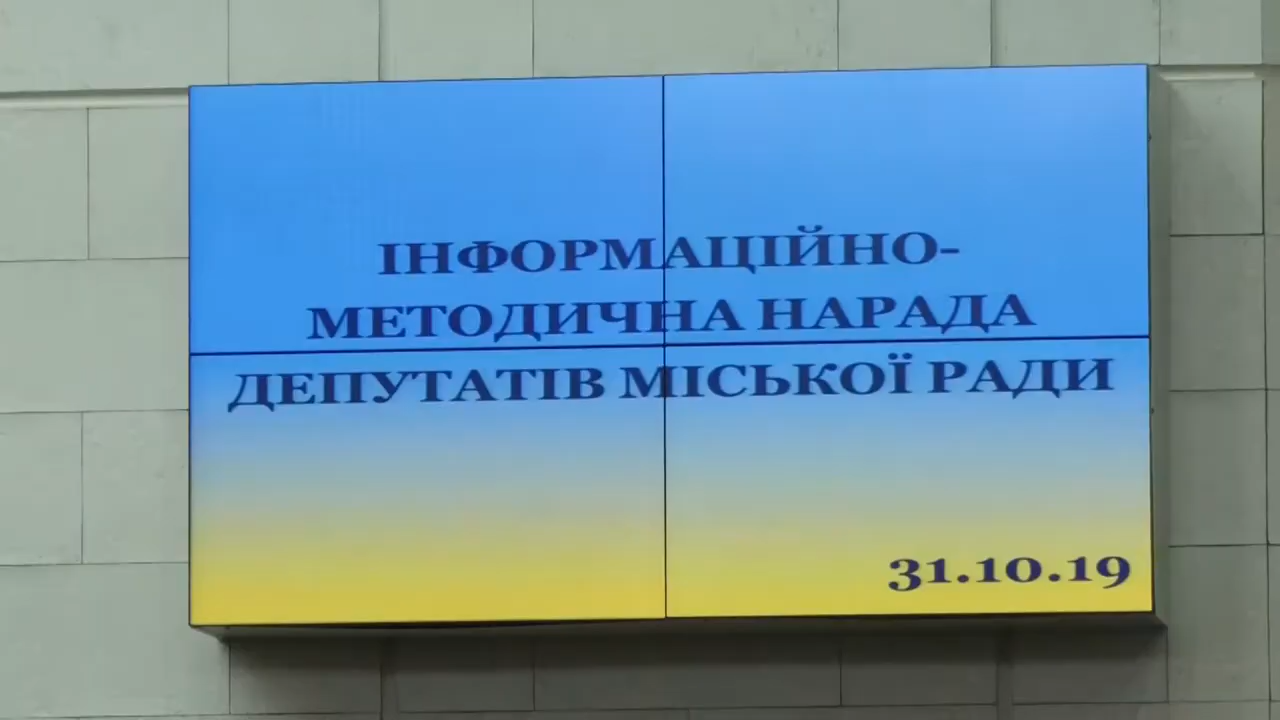 ІНФОРМАЦІЙНО-
МЕТОДИЧНА НАРАДА
ДЕПУТАТІВ МІСЬКОЇ РАДИ
31.10.19